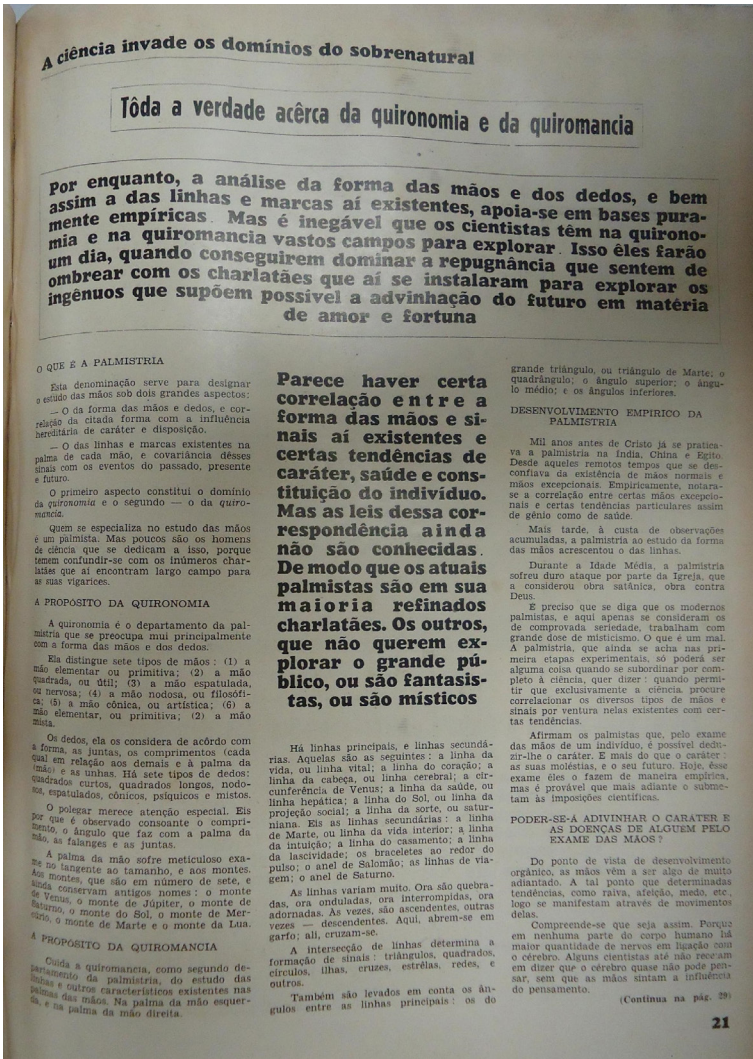 A ciência invade os domínios do sobrenatural
Tôda a verdade acêrca da quironomia e da quiromancia
Por enquanto, a análise da forma das mãos e dos dedos, e bem
assim a das linhas e marcas aí existentes, apoia-se em bases pura-
mente empíricas. Mas é inegável que os cientistas têm na quirono-
mia e na quiromancia vastos campos para explorar. Isso êles farão
um dia, quando conseguirem dominar a repugnância que sentem de
ombrear com os charlatães que aí se instalaram para explorar os
ingênuos que supõem possível a advinhação do futuro em matéria
de amor e fortuna
O QUE É A PALMISTRIA
Esta denominação serve para designar
o estudo das mãos sob dois grandes aspectos:
— O da forma das mãos e dedos, e cor-
relação da citada forma com a influência
hereditária de caráter e disposição.
— O das linhas e marcas existentes na
palma de cada mão, e covariância dêsses
sinais com os eventos do passado, presente
e futuro.
O primeiro aspecto constitui o domínio
da quironomia e o segundo — o da quiro-
mancia.
Quem se especializa no estudo das mãos
é um palmista. Mas poucos são os homens
de ciência que se dedicam a isso, porque
temem confundir-se com os inúmeros char-
latães que aí encontram largo campo para
as suas vigarices.
A PROPÓSITO DA QUIRONOMIA
A quironomia é o departamento da pal-
mistria que se preocupa mui principalmente
com a forma das mãos e dos dedos.
Ela distingue sete tipos de mãos: (1) a
mão elementar ou primitiva; (2) a mão
quadrada, ou útil; (3) a mão espatulada,
ou nervosa; (4) a mão nodosa, ou filosófi-
ca; (5) a mão cônica, ou artística; (6) a
mão elementar, ou primitiva; (2) a mão
mista.
Os dedos, ela os considera de acôrdo com
a forma, as juntas, os comprimentos (cada
qual em relação aos demais e à palma da
mão) e as unhas. Há sete tipos de dedos:
quadrados curtos, quadrados longos, nodo-
sos, espatulados, cônicos, psíquicos e mistos.
O polegar merece atenção especial. Eis
por que é observado consoante o compri-
mento, o ângulo que faz com a palma da
mão, as falanges e as juntas.
A palma da mão sofre meticuloso exa-
me no tangente ao tamanho, e aos montes.
Aos montes, que são em número de sete, e
ainda conservam antigos nomes: o monte
de Venus, o monte de Júpiter, o monte de
Saturno, o monte do Sol, o monte de Mer-
cúrio, o monte de Marte e o monte da Lua.
A PROPÓSITO DA QUIROMANCIA
Cuida a quiromancia, como segundo de-
partamento da palmistria, do estudo das
linhas e outros característicos existentes nas
palmas das mãos. Na palma da mão esquer-
da, e na palma da mão direita.
Parece haver certa
correlação entre a
forma das mãos e si-
nais aí existentes e
certas tendências de
caráter, saúde e cons-
tituição do indivíduo.
Mas as leis dessa cor-
respondência ainda
não são conhecidas.
De modo que os atuais
palmistas são em sua
maioria refinados
charlatães. Os outros,
que não querem ex-
plorar o grande pú-
blico, ou são fantasis-
tas, ou são místicos
Há linhas principais, e linhas secundá-
rias. Aquelas são as seguintes: a linha da
vida, ou linha vital; a linha do coração; a
linha da cabeça, ou linha cerebral; a cir-
cunferência de Venus; a linha da saúde, ou
linha hepática; a linha do Sol, ou linha da
projeção social; a linha da sorte, ou satur-
niana. Eis as linhas secundárias: a linha
de Marte, ou linha da vida interior; a linha
da intuição; a linha do casamento; a linha
da lascividade; os braceletes ao redor do
pulso; o anel de Salomão; as linhas de via-
gem; o anel de Saturno.
As linhas variam muito. Ora são quebra-
das, ora onduladas, ora interrompidas, ora
adornadas. Às vezes, são ascendentes, outras
vezes — descendentes. Aqui, abrem-se em
garfo; ali, cruzam-se.
A intersecção de linhas determina a
formação de sinais: triângulos, quadrados,
círculos, ilhas, cruzes, estrêlas, redes, e
outros.
Também são levados em conta os ân-
gulos entre as linhas principais: os do
grande triângulo, ou triângulo de Marte; o
quadrângulo; o ângulo superior; o ângu-
lo médio; e os ângulos inferiores.
DESENVOLVIMENTO EMPIRICO DA
PALMISTRIA
Mil anos antes de Cristo já se pratica-
va a palmistria na Índia, China e Egito.
Desde aqueles remotos tempos que se des-
confiava da existência de mãos normais e
mãos excepcionais. Empiricamente, notara-
se a correlação entre certas mãos excepcio-
nais e certas tendências particulares assim
de gênio como de saúde.
Mais tarde, à custa de observações
acumuladas, a palmistria ao estudo da forma
das mãos acrescentou o das linhas.
Durante a Idade Média, a palmistria
sofreu duro ataque por parte da Igreja, que
a considerou obra satânica, obra contra
Deus.
É preciso que se diga que os modernos
palmistas, e aqui apenas se consideram os
de comprovada seriedade, trabalham com
grande dose de misticismo. O que é um mal.
A palmistria, que ainda se acha nas pri-
meira etapas experimentais, só poderá ser
alguma coisa quando se subordinar por com-
pleto à ciência, quer dizer: quando permi-
tir que exclusivamente a ciência procure
correlacionar os diversos tipos de mãos e
sinais por ventura nelas existentes com cer-
tas tendências.
Afirmam os palmistas que, pelo exame
das mãos de um indivíduo, é possível dedu-
zir-lhe o caráter. E mais do que o caráter:
as suas moléstias, e o seu futuro. Hoje, êsse
exame êles o fazem de maneira empírica,
mas é provável que mais adiante o subme-
tam às imposições científicas.
PODER-SE-Á ADIVINHAR O CARATER E
AS DOENÇAS DE ALGUÉM PELO
EXAME DAS MÃOS?
Do ponto de vista de desenvolvimento
orgânico, as mãos vêm a ser algo de muito
adiantado. A tal ponto que determinadas
tendências, como raiva, afeição, medo, etc,
logo se manifestam através de movimentos
delas.
Compreende-se que seja assim. Porque
em nenhuma parte do corpo humano há
maior quantidade de nervos em ligação com
o cérebro. Alguns cientistas até não receiam
em dizer que o cérebro quase não pode pen-
sar, sem que as mãos sintam a influência
do pensamento.
(Continua na pág. 29)
21